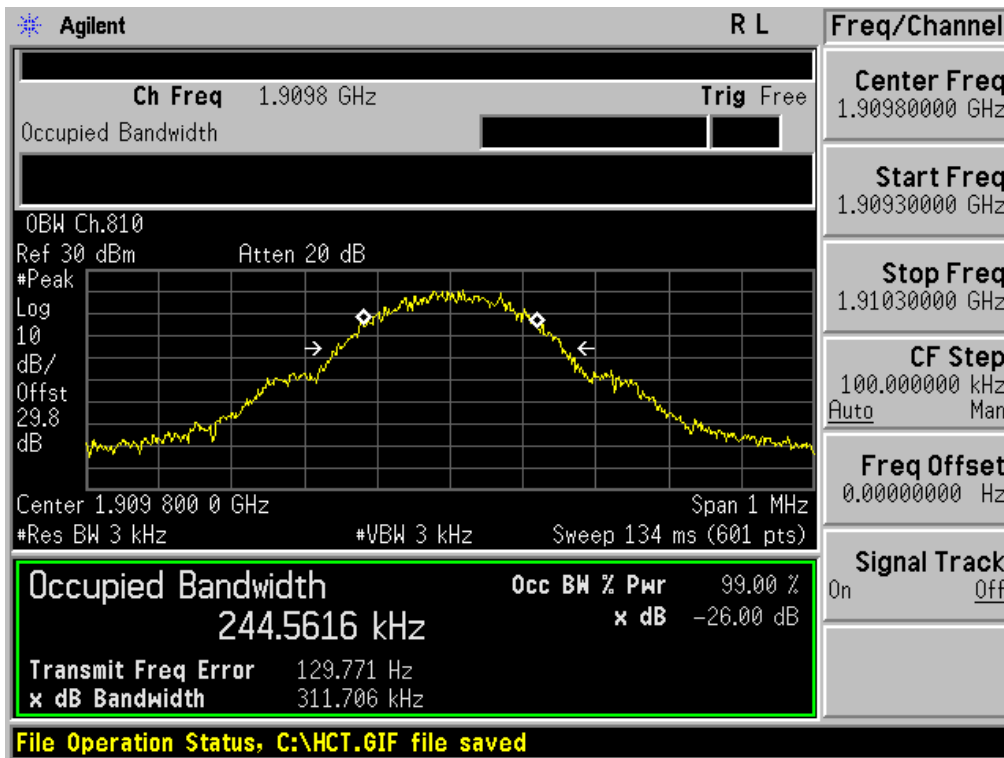 Agilent R L Freq/Channel
Ch Freq 1.9098 GHz Trig Free
Occupied Bandwidth
Center Freq
1.90980000 GHz
Start Freq
1.90930000 GHz
Stop Freq
1.91030000 GHz
CF Step
100.000000 kHz
Auto Man
Freq Offset
0.00000000 Hz
Signal Track
On Off
OBW Ch.810
Ref 30 dBm Atten 20 dB
#Peak
Log
10
dB/
Offst
29.8
dB
Center 1.909 800 0 GHz Span 1 MHz
#Res BW 3 kHz #VBW 3 kHz Sweep 134 ms (601 pts)
Occupied Bandwidth Occ BW % Pwr 99.00 %
244.5616 kHz x dB -26.00 dB
Transmit Freq Error 129.771 Hz
x dB Bandwidth 311.706 kHz
File Operation Status, C:\HCT.GIF file saved